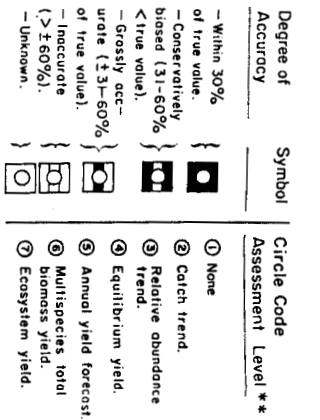 Degree of
Accuracy
– Within 30%
of true value.
– Conservatively
biased (31–60%
< true value).
– Grossly acc-
urate (± 31–60%
of true value).
– Inaccurate
(> ± 60%).
– Unknown.
Symbol
Circle Code
Assessment Level **
① None
② Catch trend.
③ Relative abundance
trend.
④ Equilibrium yield.
⑤ Annual yield forecast.
⑥ Multispecies total
biomass yield.
⑦ Ecosystem yield.